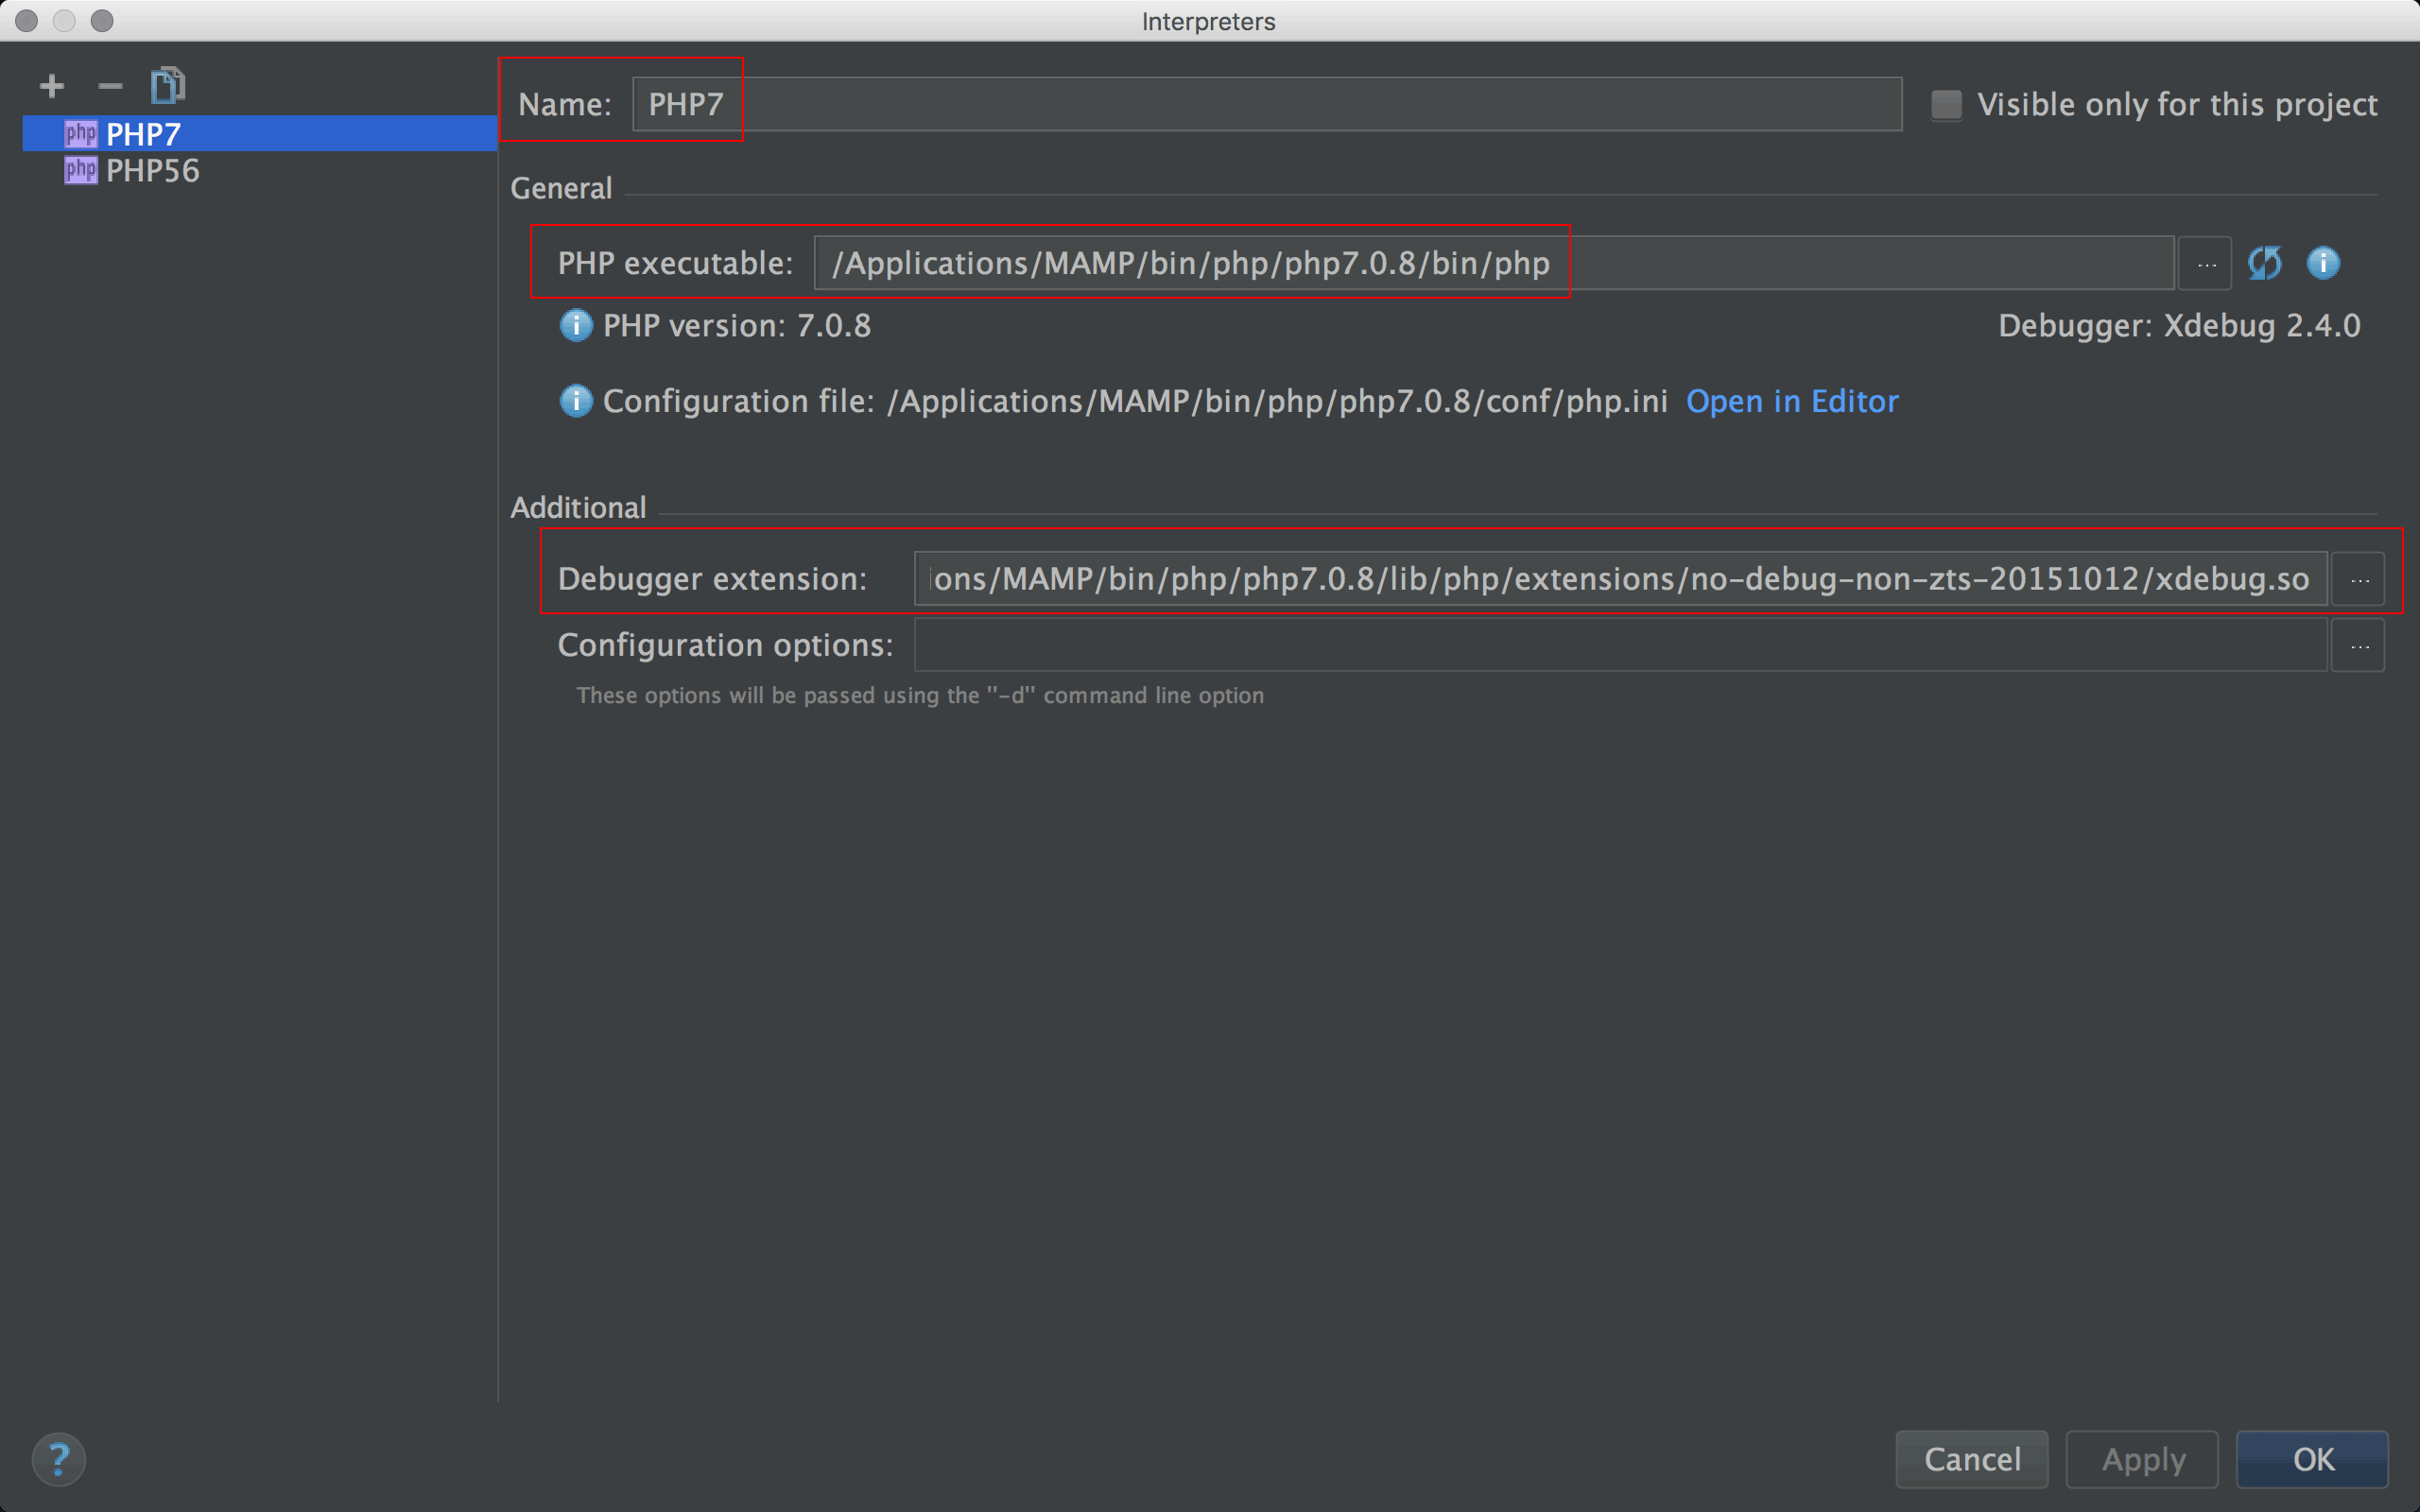 Interpreters
php PHP7
php PHP56
Name: PHP7
Visible only for this project
General
PHP executable: /Applications/MAMP/bin/php/php7.0.8/bin/php ...
PHP version: 7.0.8
Debugger: Xdebug 2.4.0
Configuration file: /Applications/MAMP/bin/php/php7.0.8/conf/php.ini Open in Editor
Additional
Debugger extension: ions/MAMP/bin/php/php7.0.8/lib/php/extensions/no-debug-non-zts-20151012/xdebug.so ...
Configuration options: ...
These options will be passed using the "-d" command line option
? Cancel Apply OK